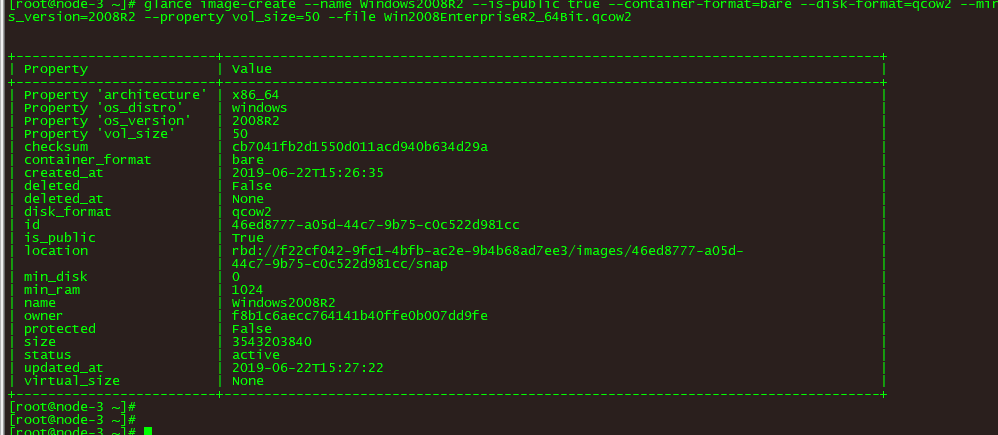 [root@node-3 ~]# glance image-create --name Windows2008R2 --is-public true --container-format=bare --disk-format=qcow2 --min
s_version=2008R2 --property vol_size=50 --file Win2008EnterpriseR2_64Bit.qcow2
| Property | Value |
| Property 'architecture' | x86_64 |
| Property 'os_distro' | windows |
| Property 'os_version' | 2008R2 |
| Property 'vol_size' | 50 |
| checksum | cb7041fb2d1550d011acd940b634d29a |
| container_format | bare |
| created_at | 2019-06-22T15:26:35 |
| deleted | False |
| deleted_at | None |
| disk_format | qcow2 |
| id | 46ed8777-a05d-44c7-9b75-c0c522d981cc |
| is_public | True |
| location | rbd://f22cf042-9fc1-4bfb-ac2e-9b4b68ad7ee3/images/46ed8777-a05d- |
| | 44c7-9b75-c0c522d981cc/snap |
| min_disk | 0 |
| min_ram | 1024 |
| name | Windows2008R2 |
| owner | f8b1c6aecc764141b40ffe0b007dd9fe |
| protected | False |
| size | 3543203840 |
| status | active |
| updated_at | 2019-06-22T15:27:22 |
| virtual_size | None |
[root@node-3 ~]#
[root@node-3 ~]#
[root@node-3 ~]#